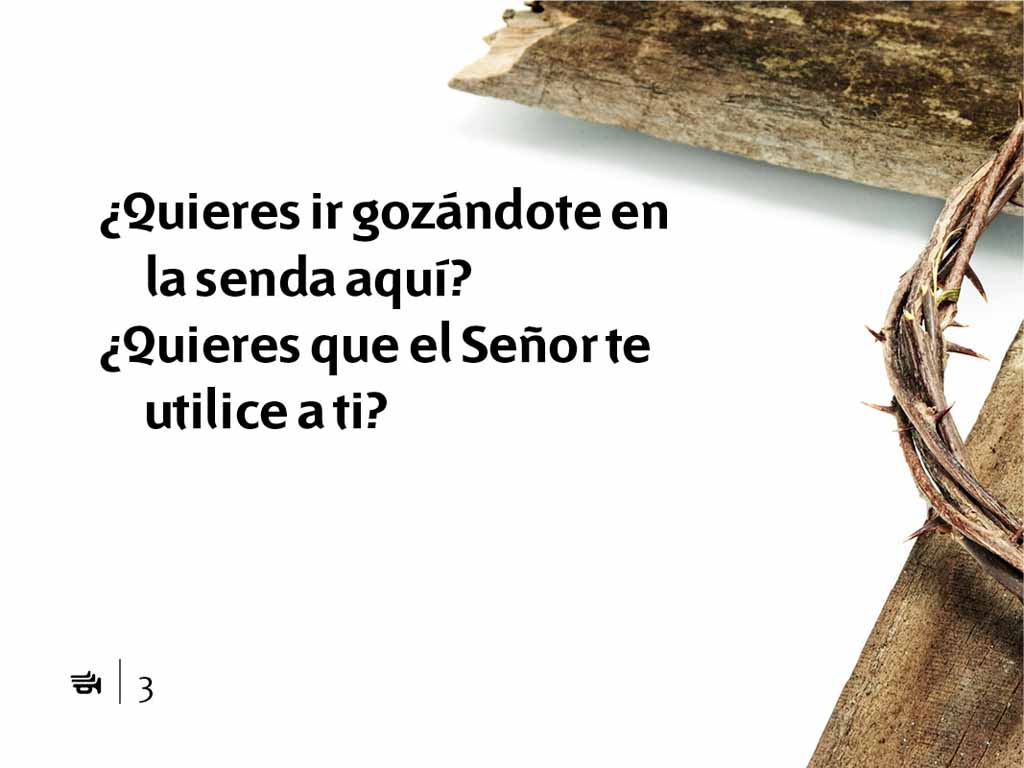 ¿Quieres ir gozándote en
la senda aquí?
¿Quieres que el Señor te
utilice a ti?
3